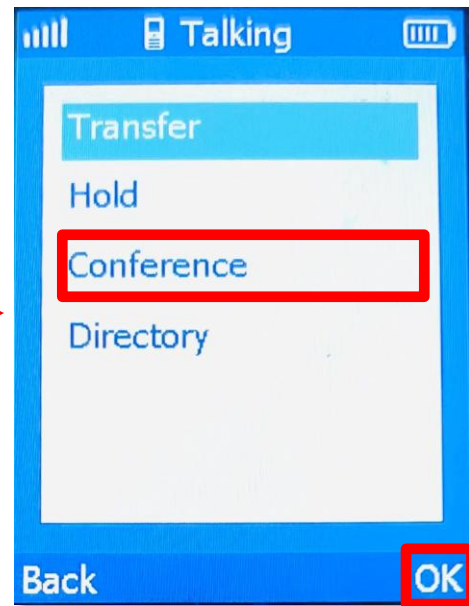 Talking
Transfer
Hold
Conference
Directory
Back
OK